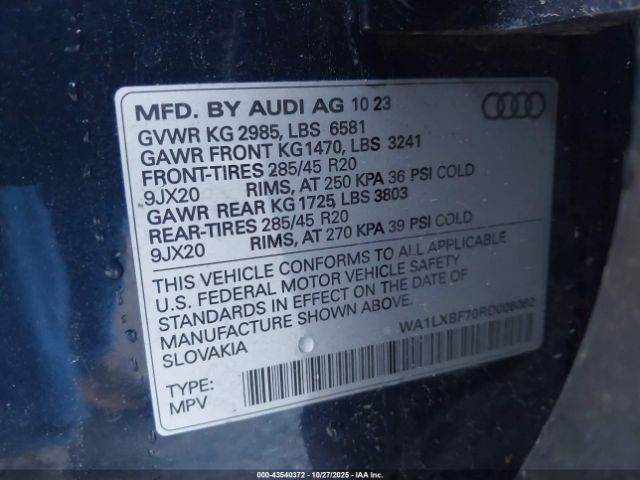 MFD. BY AUDI AG 10 23
GVWR KG 2985, LBS 6581
GAWR FRONT KG1470, LBS 3241
FRONT-TIRES 285/45 R20
9JX20 RIMS, AT 250 KPA 36 PSI COLD
GAWR REAR KG 1725, LBS 3803
REAR-TIRES 285/45 R20
9JX20 RIMS, AT 270 KPA 39 PSI COLD
THIS VEHICLE CONFORMS TO ALL APPLICABLE
U.S. FEDERAL MOTOR VEHICLE SAFETY
STANDARDS IN EFFECT ON THE DATE OF
MANUFACTURE SHOWN ABOVE.
SLOVAKIA
WA1LXBF70RD006062
TYPE:
MPV
000-43540372 | 10/27/2025 | IAA